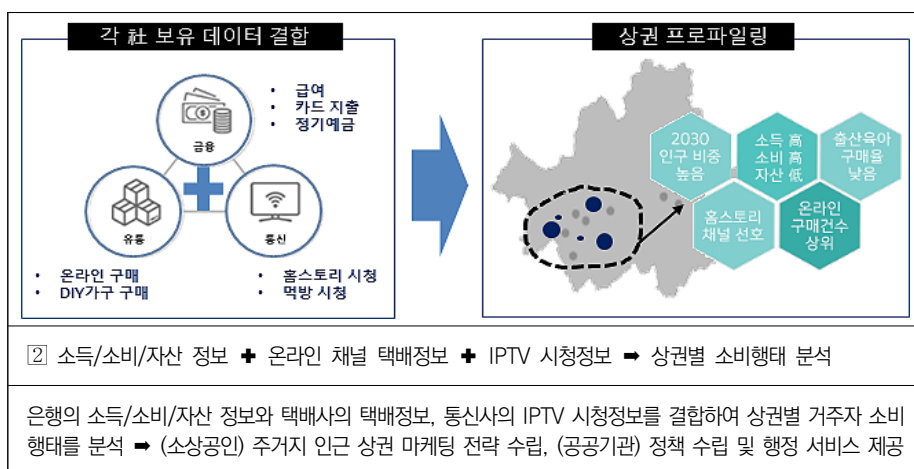 각 社 보유 데이터 결합
상권 프로파일링
• 급여
• 카드 지출
• 정기예금
금융
유통
통신
• 온라인 구매
• DIY가구 구매
• 홈스토리 시청
• 먹방 시청
2030
인구 비중
높음
소득 高
소비 高
자산 低
출산육아
구매율
낮음
홈스토리
채널 선호
온라인
구매건수
상위
② 소득/소비/자산 정보 ✚ 온라인 채널 택배정보 ✚ IPTV 시청정보 ➡ 상권별 소비행태 분석
은행의 소득/소비/자산 정보와 택배사의 택배정보, 통신사의 IPTV 시청정보를 결합하여 상권별 거주자 소비
행태를 분석 ➡ (소상공인) 주거지 인근 상권 마케팅 전략 수립, (공공기관) 정책 수립 및 행정 서비스 제공